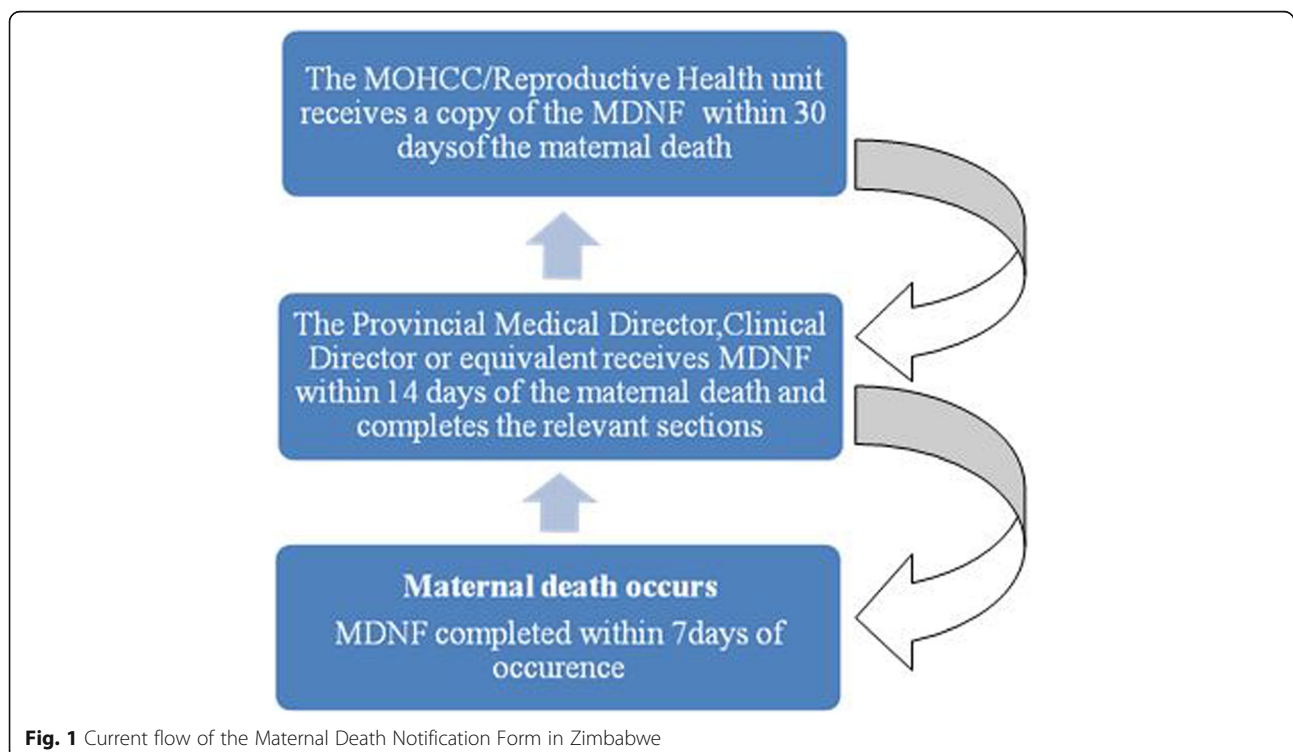 The MOHCC/Reproductive Health unit
receives a copy of the MDNF within 30
daysof the maternal death
The Provincial Medical Director,Clinical
Director or equivalent receives MDNF
within 14 days of the maternal death and
completes the relevant sections
Maternal death occurs
MDNF completed within 7days of
occurence
Fig. 1 Current flow of the Maternal Death Notification Form in Zimbabwe